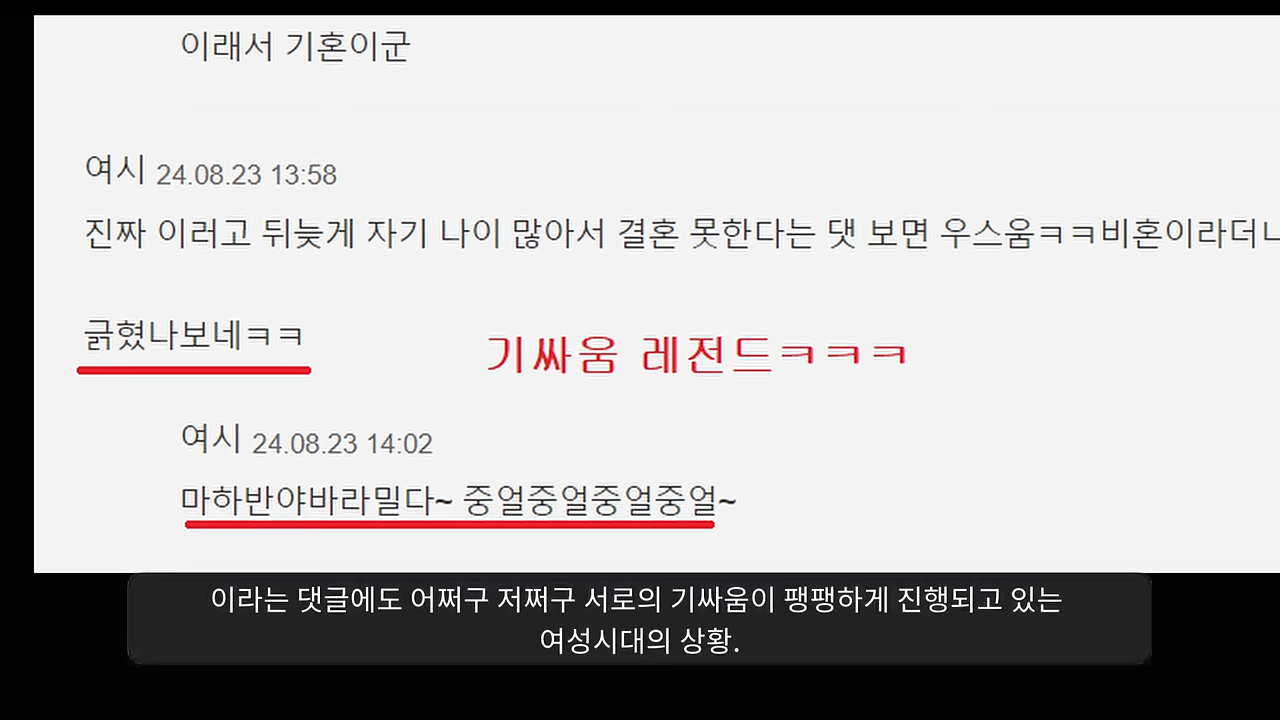 이래서 기혼이군
여시 24.08.23 13:58
진짜 이러고 뒤늦게 자기 나이 많아서 결혼 못한다는 댓 보면 우스움ㅋㅋ비혼이라더니
긁혔나보네ㅋㅋ
기싸움 레전드ㅋㅋㅋ
여시 24.08.23 14:02
마하반야바라밀다~ 중얼중얼중얼중얼~
이라는 댓글에도 어쩌구 저쩌구 서로의 기싸움이 팽팽하게 진행되고 있는
여성시대의 상황.